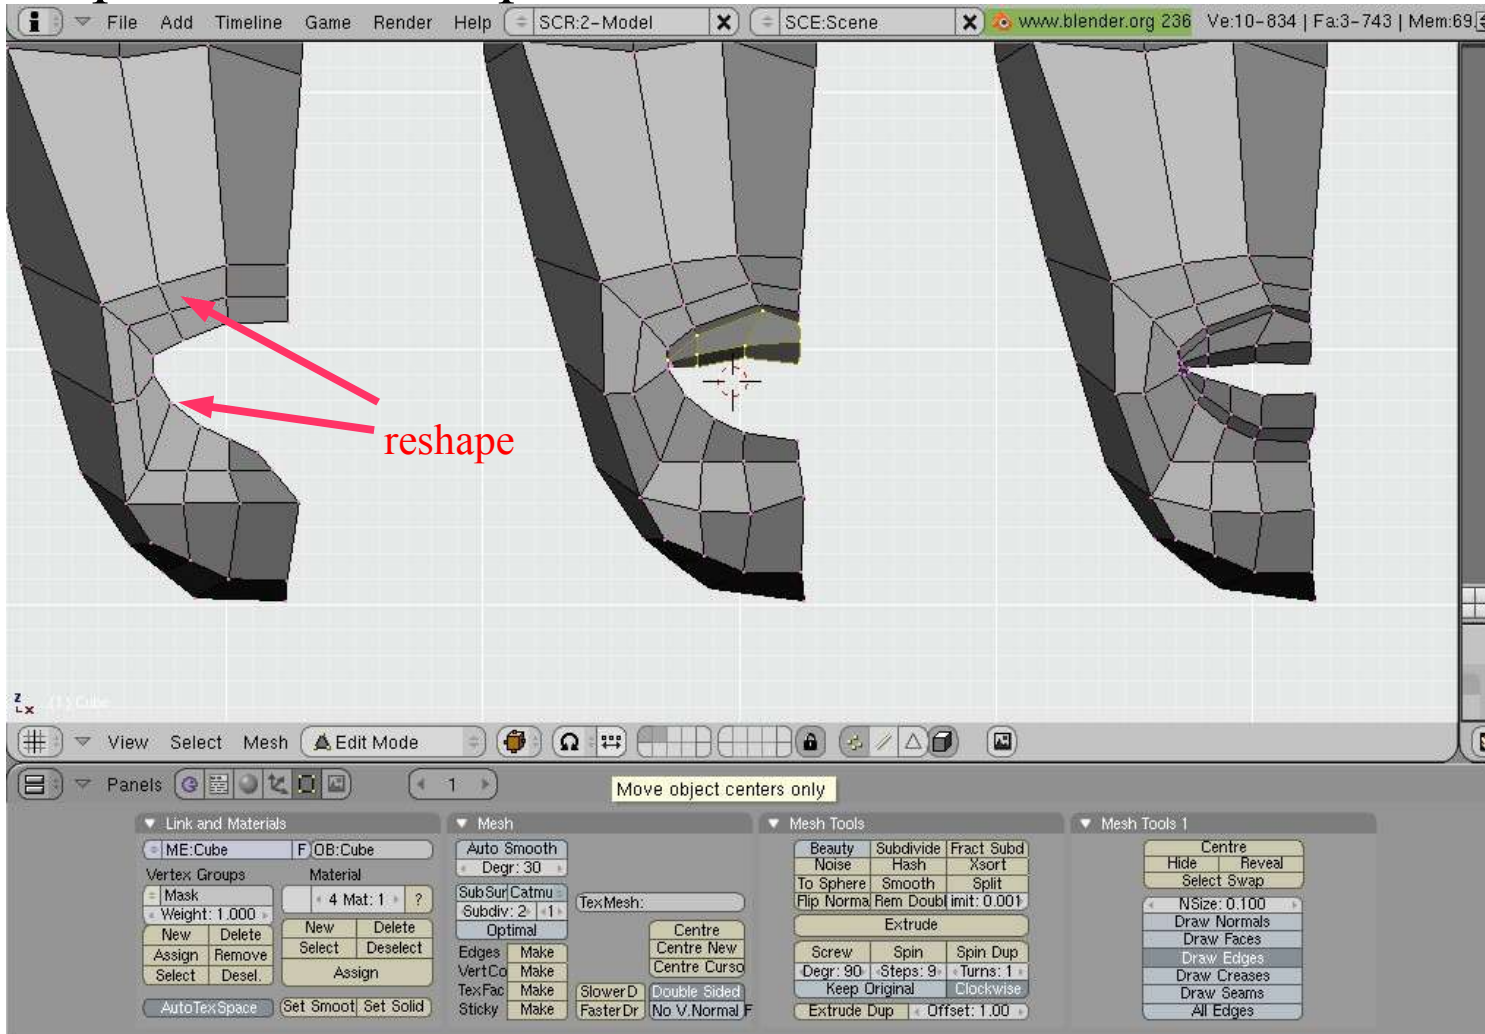 File Add Timeline Game Render Help SCR:2-Model SCE:Scene www.blender.org 236 Ve:10-834 | Fa:3-743 | Mem:69.
reshape
z
x (1) Cube
View Select Mesh Edit Mode
Panels 1 Move object centers only
Link and Materials Mesh Mesh Tools Mesh Tools 1
ME:Cube F OB:Cube Auto Smooth Beauty Subdivide Fract Subd Centre
Degr: 30 Noise Hash Xsort Hide Reveal
Vertex Groups Material To Sphere Smooth Split Select Swap
Mask 4 Mat: 1 ? SubSur Catmu TexMesh: Flip Norma Rem Doubl imit: 0.001 NSize: 0.100
Weight: 1.000 Subdiv: 2 1 Extrude Draw Normals
New Delete New Delete Optimal Centre Draw Faces
Assign Remove Select Deselect Edges Make Centre New Screw Spin Spin Dup Draw Edges
Select Desel. Assign VertCo Make Centre Curso Degr: 90 Steps: 9 Turns: 1 Draw Creases
TexFac Make SlowerD Double Sided Keep Original Clockwise Draw Seams
AutoTexSpace Set Smoot Set Solid Sticky Make FasterDr No V.Normal F Extrude Dup Offset: 1.00 All Edges